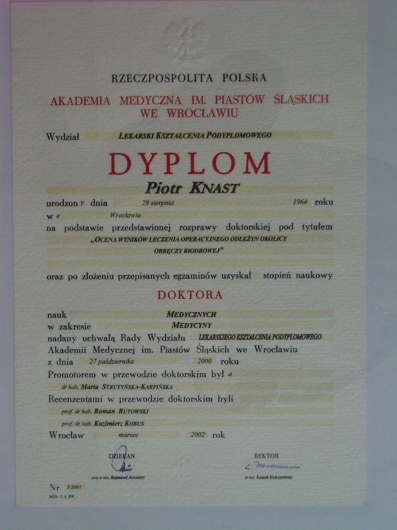 RZECZPOSPOLITA POLSKA
AKADEMIA MEDYCZNA IM. PIASTÓW ŚLĄSKICH
WE WROCŁAWIU
Wydział LEKARSKI KSZTAŁCENIA PODYPLOMOWEGO
DYPLOM
Piotr KNAST
urodzony dnia 29 sierpnia 1964 roku
w e Wrocławiu
na podstawie przedstawionej rozprawy doktorskiej pod tytułem
„OCENA WYNIKÓW LECZENIA OPERACYJNEGO ODLEŻYN OKOLICY
OBRĘCZY BIODROWEJ"
oraz po złożeniu przepisanych egzaminów uzyskał stopień naukowy
DOKTORA
nauk MEDYCZNYCH
w zakresie MEDYCYNY
nadany uchwałą Rady Wydziału LEKARSKIEGO KSZTAŁCENIA PODYPLOMOWEGO
Akademii Medycznej im. Piastów Śląskich we Wrocławiu
z dnia 27 października 2000 roku
Promotorem w przewodzie doktorskim był a
dr hab. Maria STRUTYŃSKA-KARPIŃSKA
Recenzentami w przewodzie doktorskim byli
prof. dr hab. Roman RUTOWSKI
prof. dr hab. Kazimierz KOBUS
Wrocław marzec 2002 rok
DZIEKAN REKTOR
Nr